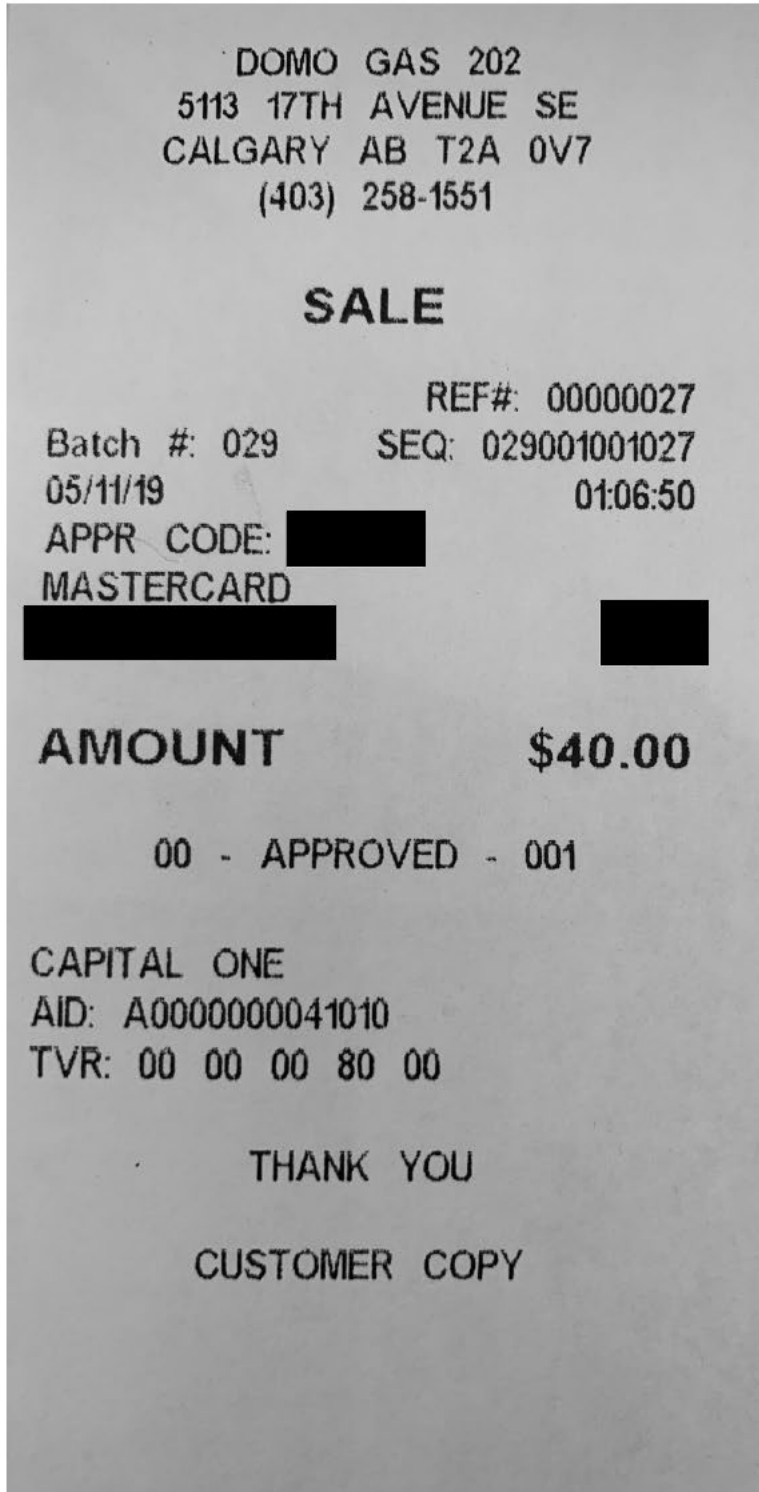 DOMO GAS 202
5113 17TH AVENUE SE
CALGARY AB T2A 0V7
(403) 258-1551
SALE
REF#: 00000027
Batch #: 029 SEQ: 029001001027
05/11/19 01:06:50
APPR CODE:
MASTERCARD
AMOUNT $40.00
00 - APPROVED - 001
CAPITAL ONE
AID: A0000000041010
TVR: 00 00 00 80 00
THANK YOU
CUSTOMER COPY